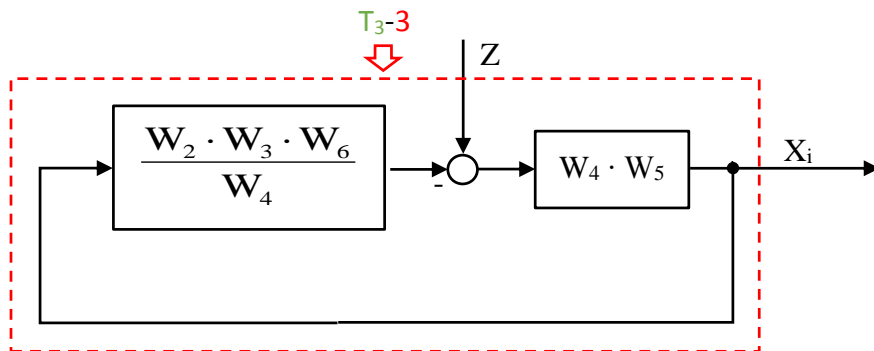 T₃-3
Z
W₂ · W₃ · W₆
W₄
-
W₄ · W₅
Xᵢ